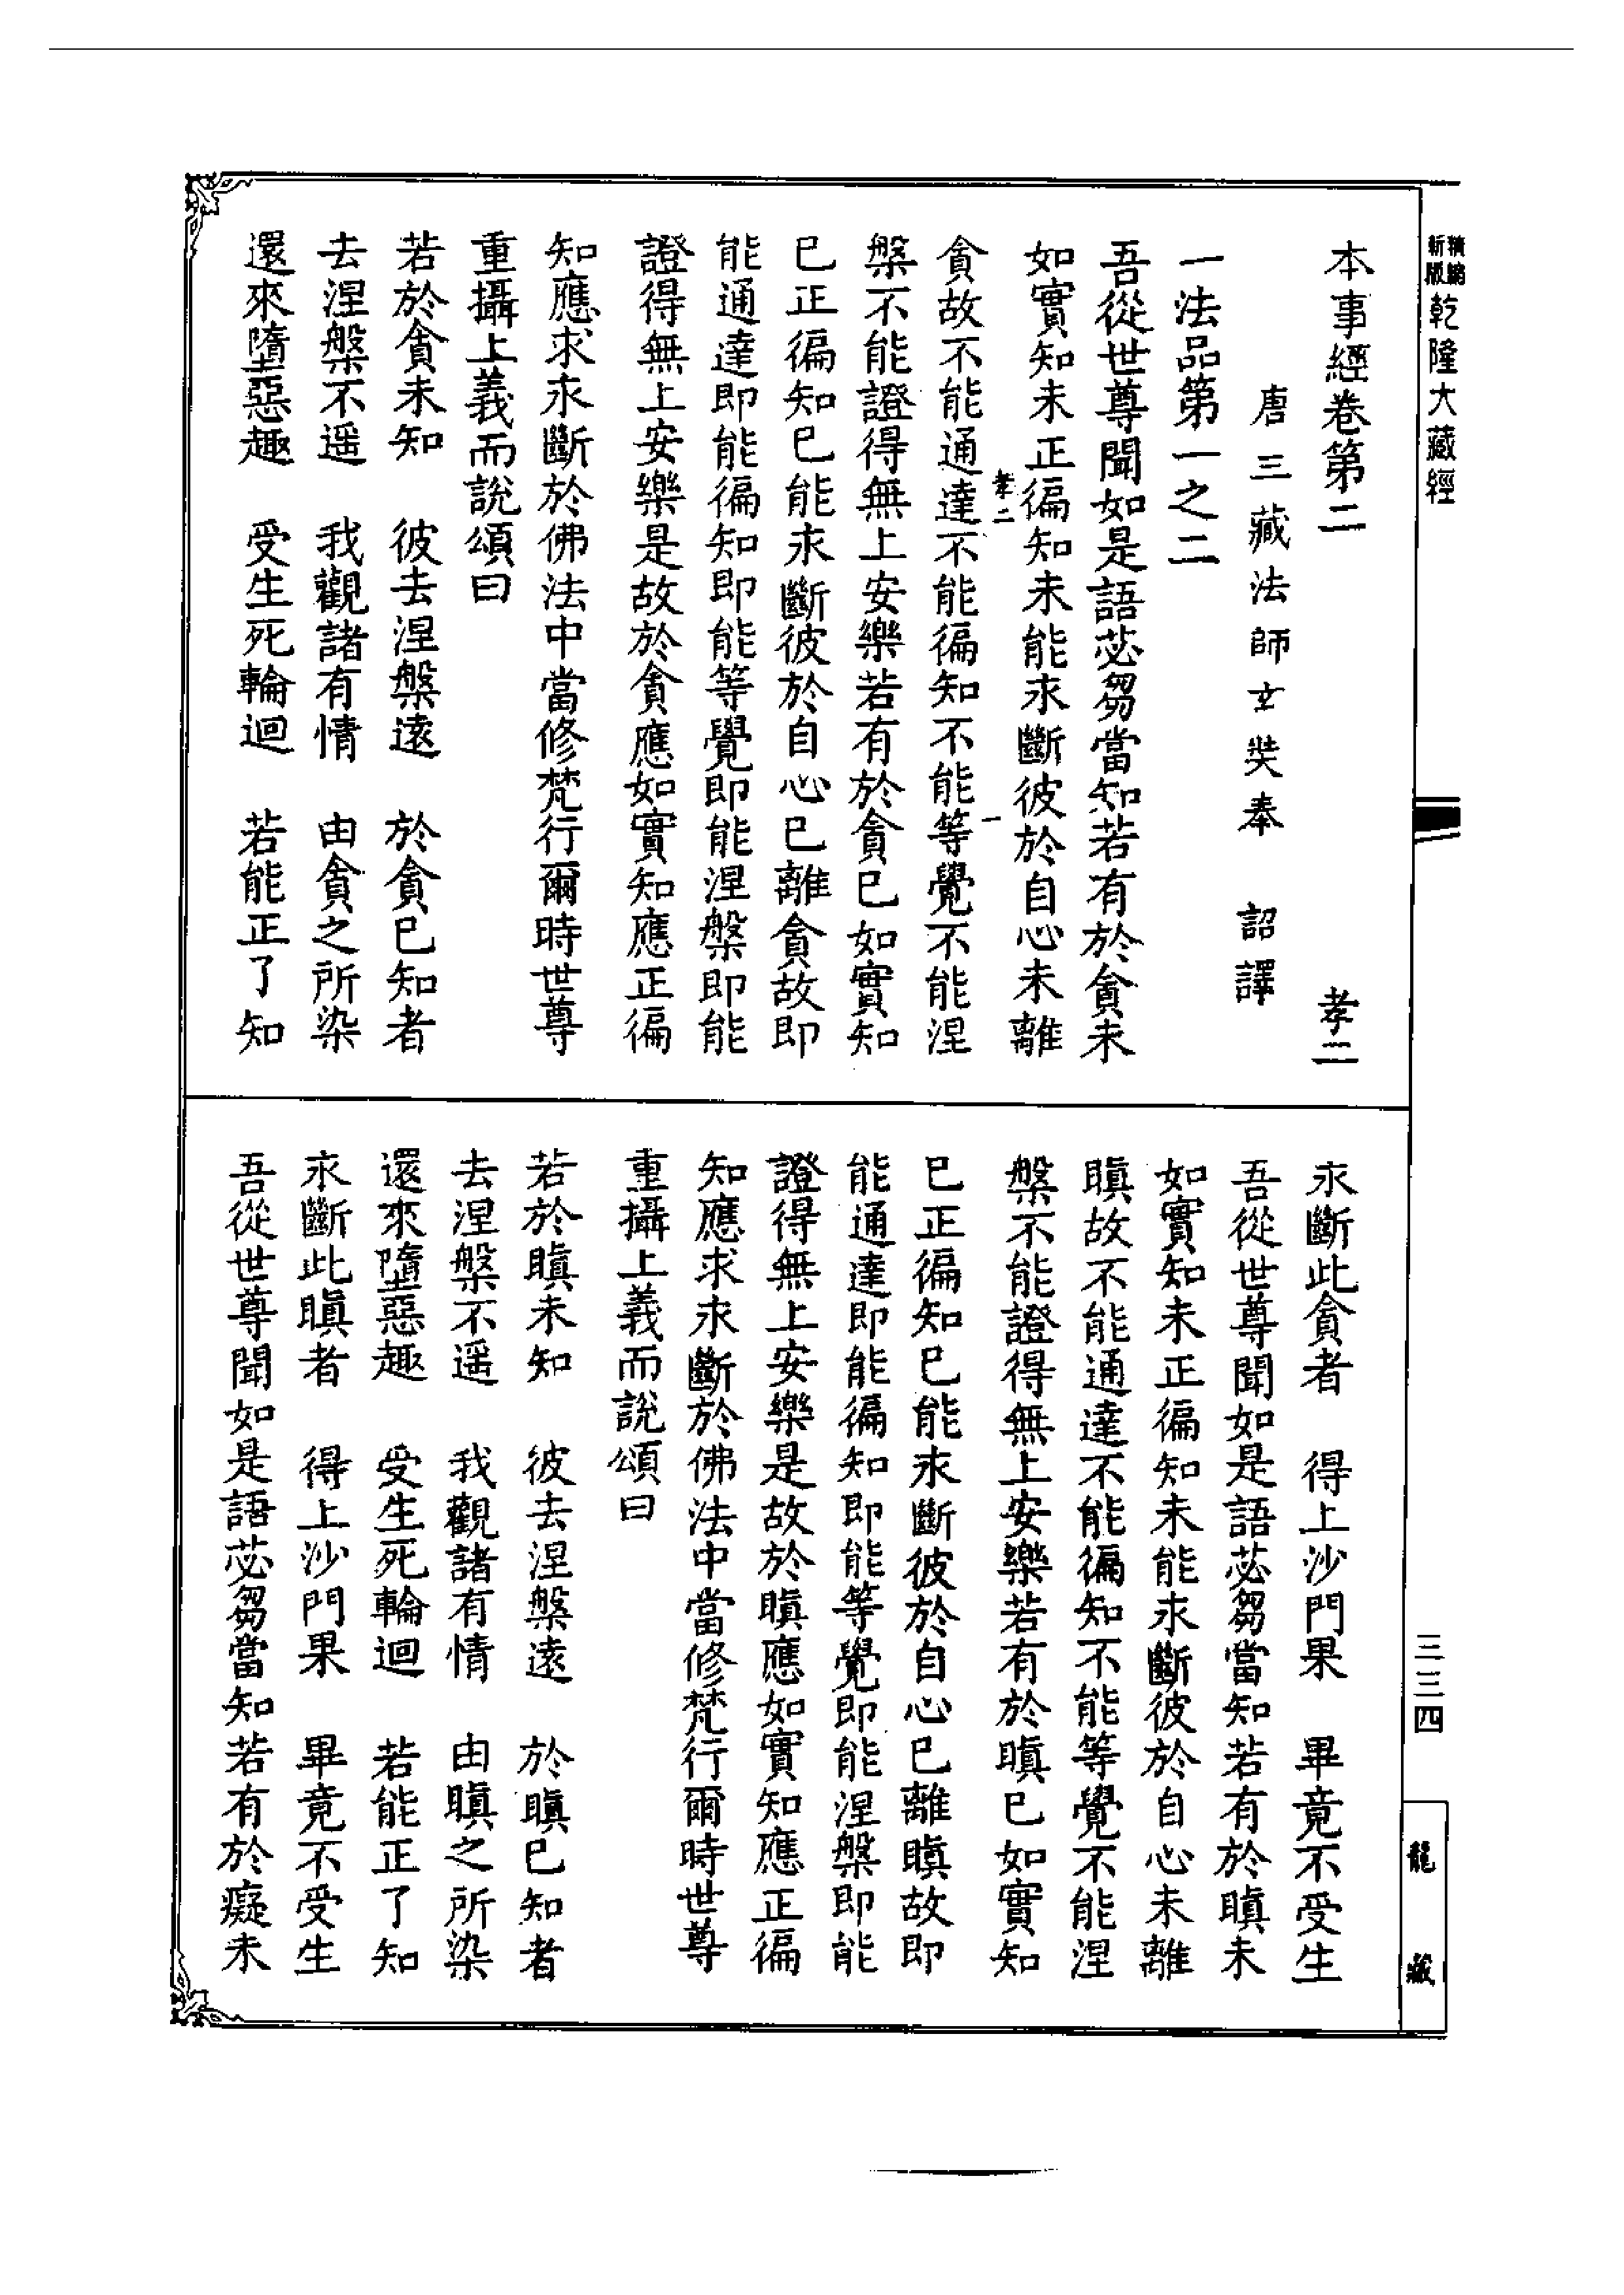 新版
精縮
乾隆大藏經
本事經卷第二 孝二
唐三藏法師玄奘奉 詔譯
一法品第一之二
吾從世尊聞如是語苾芻當知若有於貪未
如實知未正徧知未能永斷彼於自心未離
孝二 一
貪故不能通達不能徧知不能等覺不能涅
槃不能證得無上安樂若有於貪已如實知
已正徧知已能永斷彼於自心已離貪故即
能通達即能徧知即能等覺即能涅槃即能
證得無上安樂是故於貪應如實知應正徧
知應求永斷於佛法中當修梵行爾時世尊
重攝上義而說頌曰
若於貪未知 彼去涅槃遠 於貪已知者
去涅槃不遥 我觀諸有情 由貪之所染
還來墮惡趣 受生死輪迴 若能正了知
永斷此貪者 得上沙門果 畢竟不受生
吾從世尊聞如是語苾芻當知若有於瞋未
如實知未正徧知未能永斷彼於自心未離
瞋故不能通達不能徧知不能等覺不能涅
槃不能證得無上安樂若有於瞋已如實知
已正徧知已能永斷彼於自心已離瞋故即
能通達即能徧知即能等覺即能涅槃即能
證得無上安樂是故於瞋應如實知應正徧
知應求永斷於佛法中當修梵行爾時世尊
重攝上義而說頌曰
若於瞋未知 彼去涅槃遠 於瞋已知者
去涅槃不遥 我觀諸有情 由瞋之所染
還來墮惡趣 受生死輪迴 若能正了知
永斷此瞋者 得上沙門果 畢竟不受生
吾從世尊聞如是語苾芻當知若有於癡未
三三四
龍藏